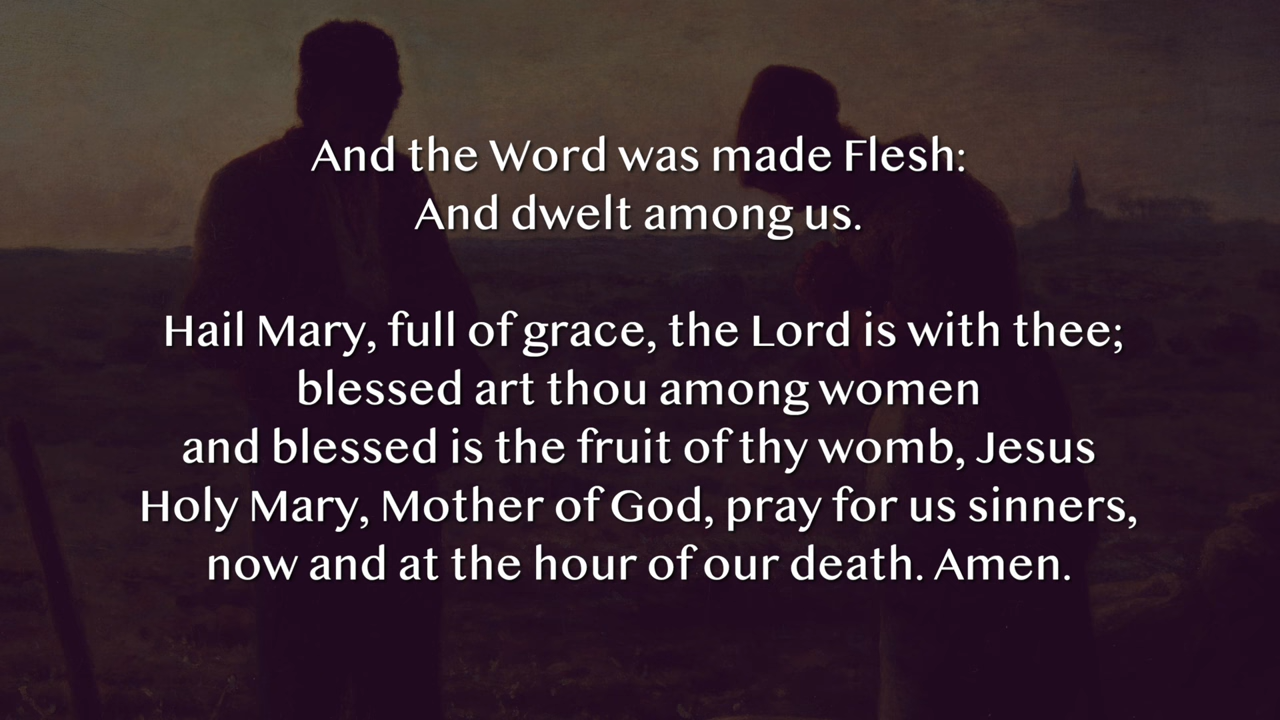 And the Word was made Flesh:
And dwelt among us.
Hail Mary, full of grace, the Lord is with thee;
blessed art thou among women
and blessed is the fruit of thy womb, Jesus
Holy Mary, Mother of God, pray for us sinners,
now and at the hour of our death. Amen.